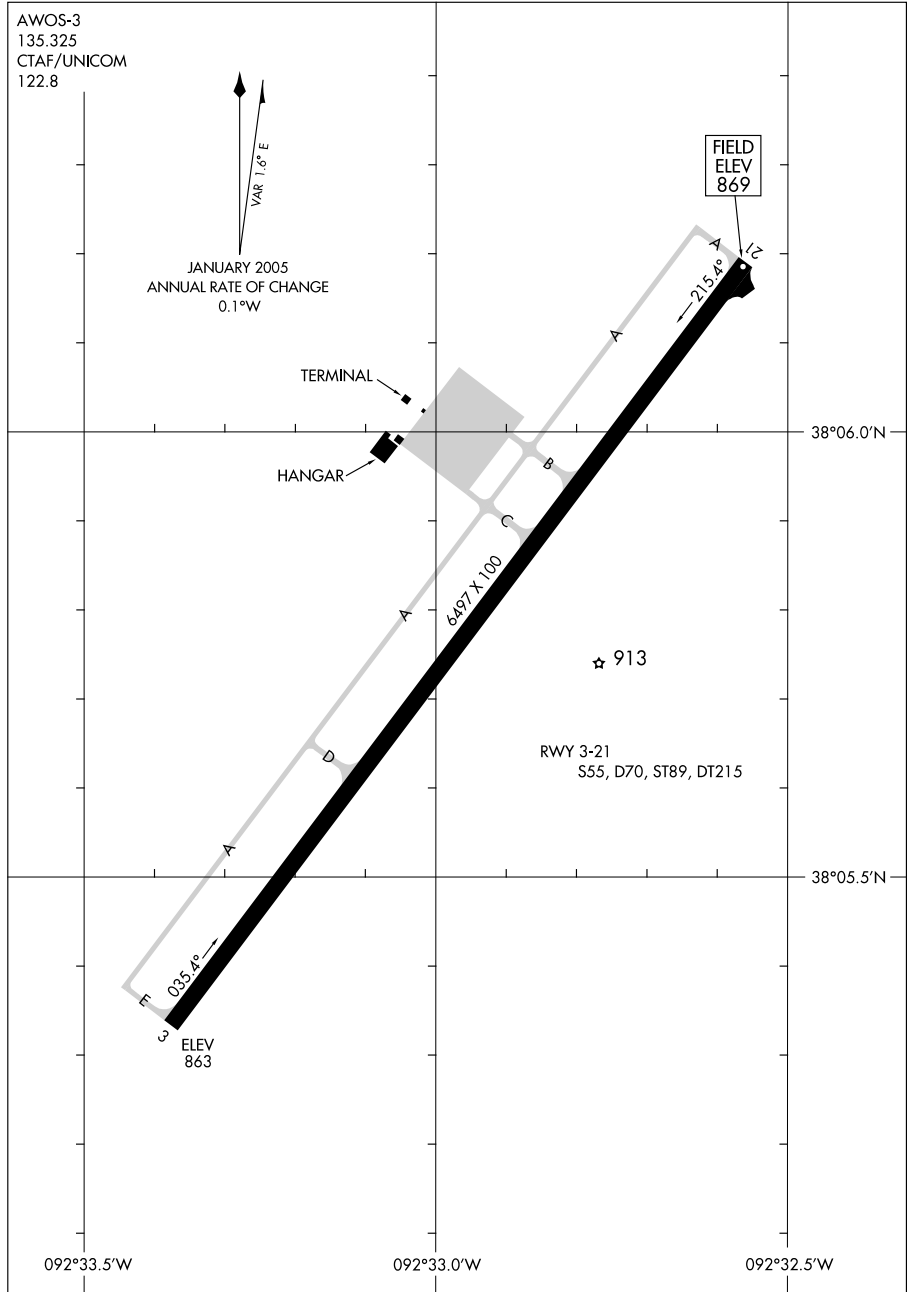 AWOS-3
135.325
CTAF/UNICOM
122.8
VAR 1.6° E
JANUARY 2005
ANNUAL RATE OF CHANGE
0.1°W
FIELD
ELEV
869
A
21
215.4°
A
TERMINAL
38°06.0'N
HANGAR
B
C
6497 X 100
A
913
D
RWY 3-21
S55, D70, ST89, DT215
A
38°05.5'N
035.4°
E
3
ELEV
863
092°33.5'W
092°33.0'W
092°32.5'W